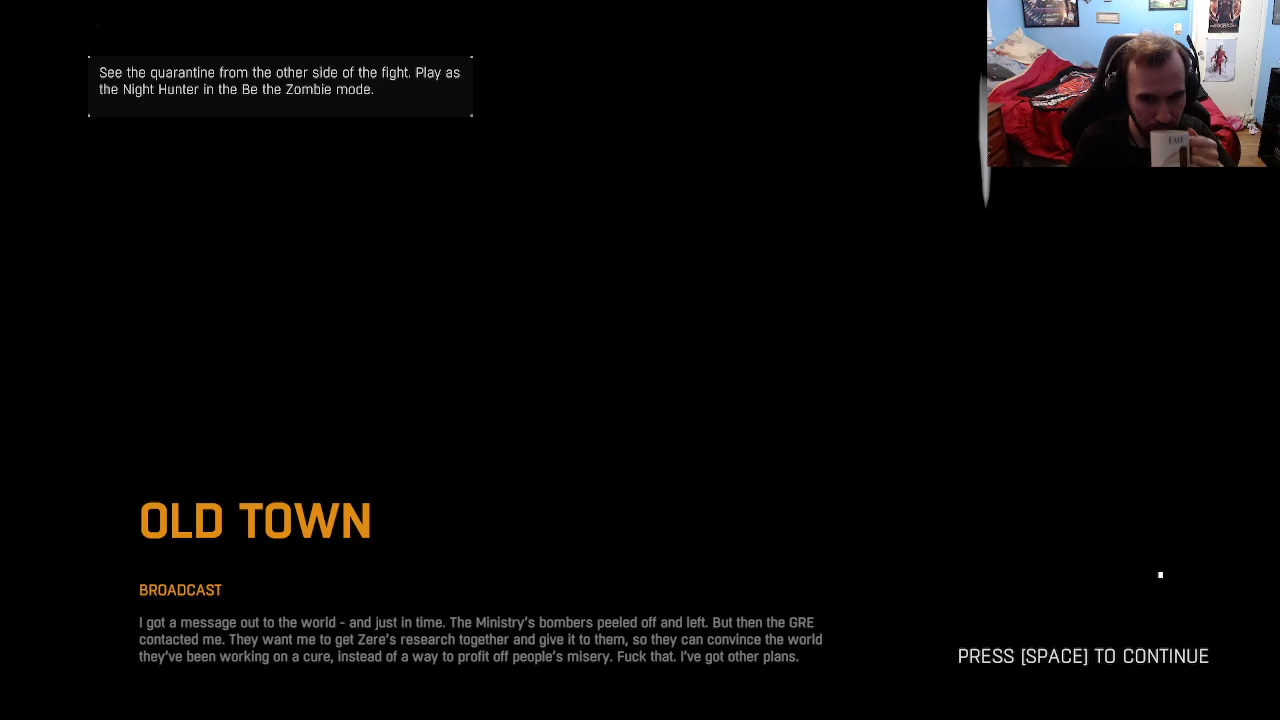 See the quarantine from the other side of the fight. Play as
the Night Hunter in the Be the Zombie mode.
OLD TOWN
BROADCAST
I got a message out to the world - and just in time. The Ministry's bombers peeled off and left. But then the GRE
contacted me. They want me to get Zere's research together and give it to them, so they can convince the world
they've been working on a cure, instead of a way to profit off people's misery. Fuck that. I've got other plans.
PRESS [SPACE] TO CONTINUE